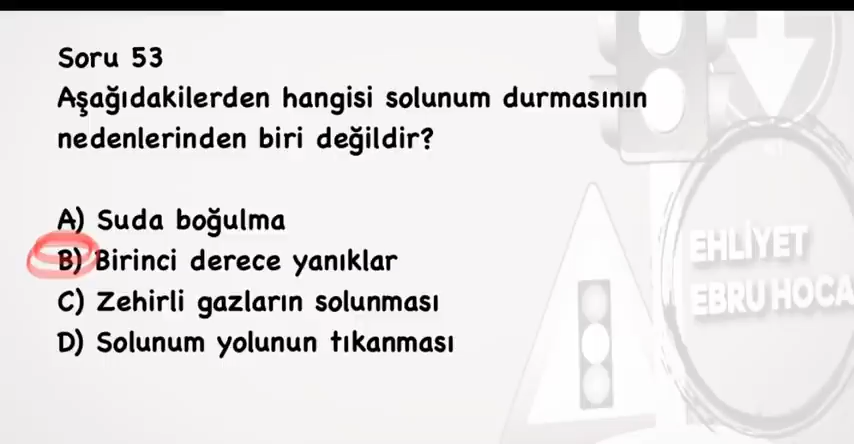 Soru 53
Aşağıdakilerden hangisi solunum durmasının
nedenlerinden biri değildir?
A) Suda boğulma
B) Birinci derece yanıklar
C) Zehirli gazların solunması
D) Solunum yolunun tıkanması
EHLİYET
EBRU HOCA